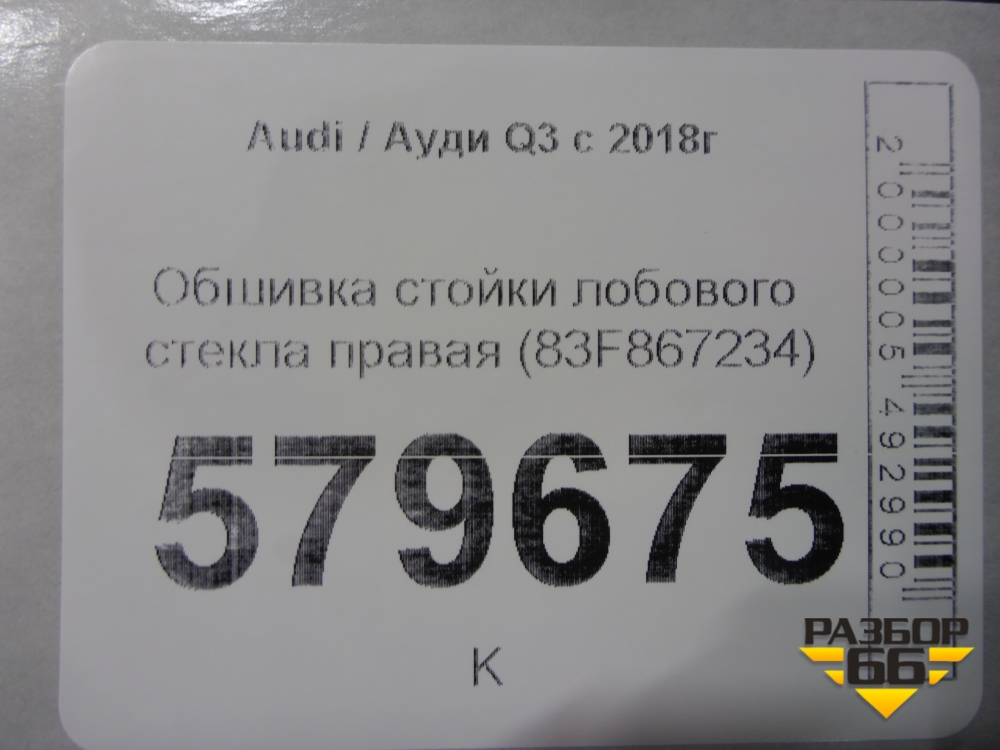 Audi / Ауди Q3 с 2018г
Обшивка стойки лобового
стекла правая (83F867234)
579675
К
2000005492990
РАЗБОР
66